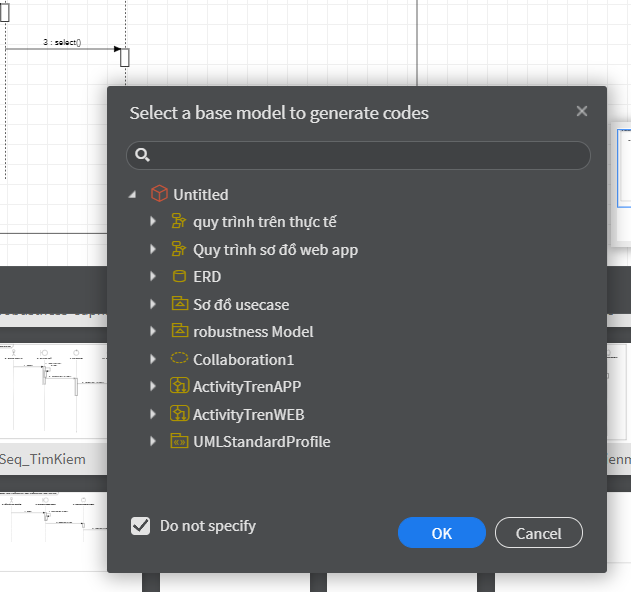 3 : select()
Select a base model to generate codes
Untitled
quy trình trên thực tế
Quy trình sơ đồ web app
ERD
Sơ đồ usecase
robustness Model
Collaboration1
ActivityTrenAPP
ActivityTrenWEB
UMLStandardProfile
Seq_TimKiem
Do not specify
OK
Cancel